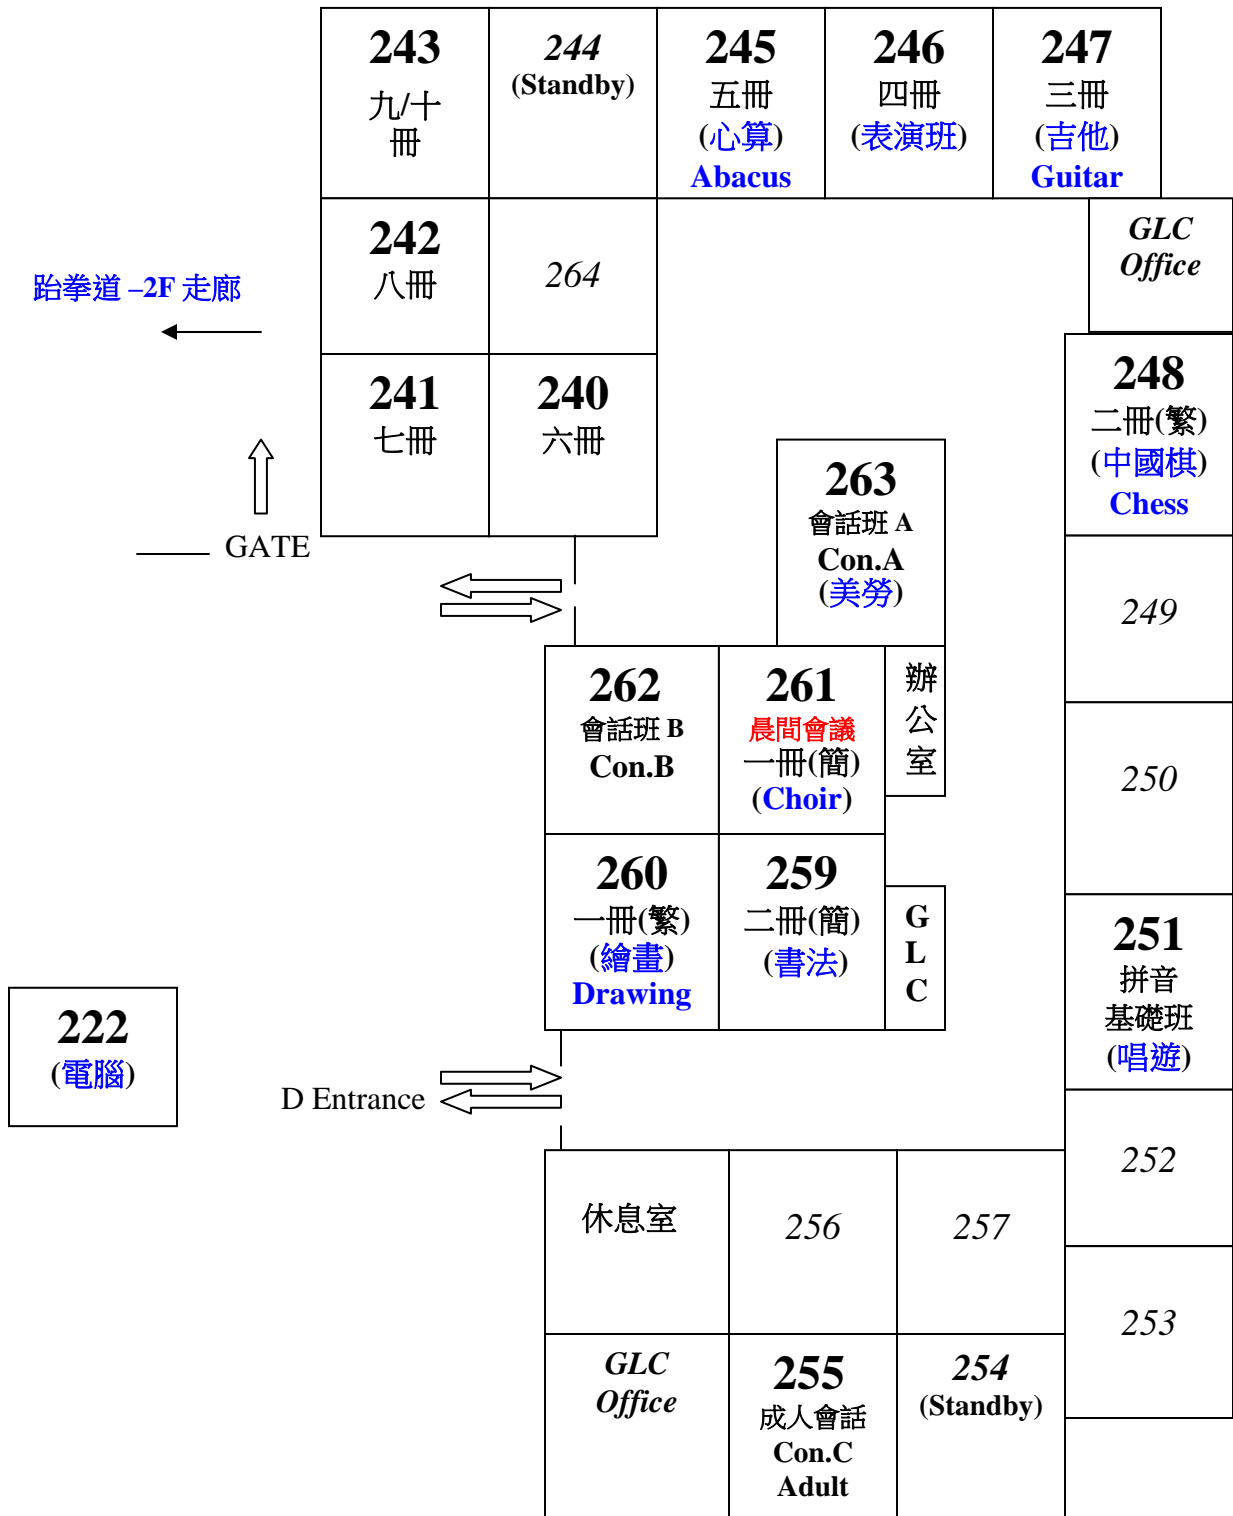 243
九/十
冊
244
(Standby)
245
五冊
(心算)
Abacus
246
四冊
(表演班)
247
三冊
(吉他)
Guitar
GLC
Office
242
八冊
264
跆拳道 –2F 走廊
241
七冊
240
六冊
248
二冊(繁)
(中國棋)
Chess
GATE
263
會話班 A
Con.A
(美勞)
249
262
會話班 B
Con.B
261
晨間會議
一冊(簡)
(Choir)
辦
公
室
250
260
一冊(繁)
(繪畫)
Drawing
259
二冊(簡)
(書法)
G
L
C
251
拼音
基礎班
(唱遊)
222
(電腦)
D Entrance
252
休息室
256
257
253
GLC
Office
255
成人會話
Con.C
Adult
254
(Standby)